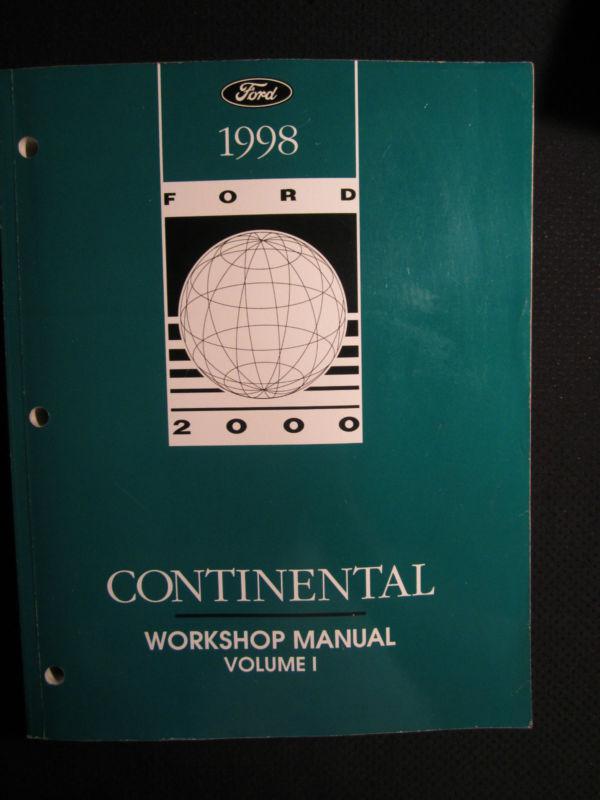 Ford
1998
FORD
2000
CONTINENTAL
WORKSHOP MANUAL
VOLUME I